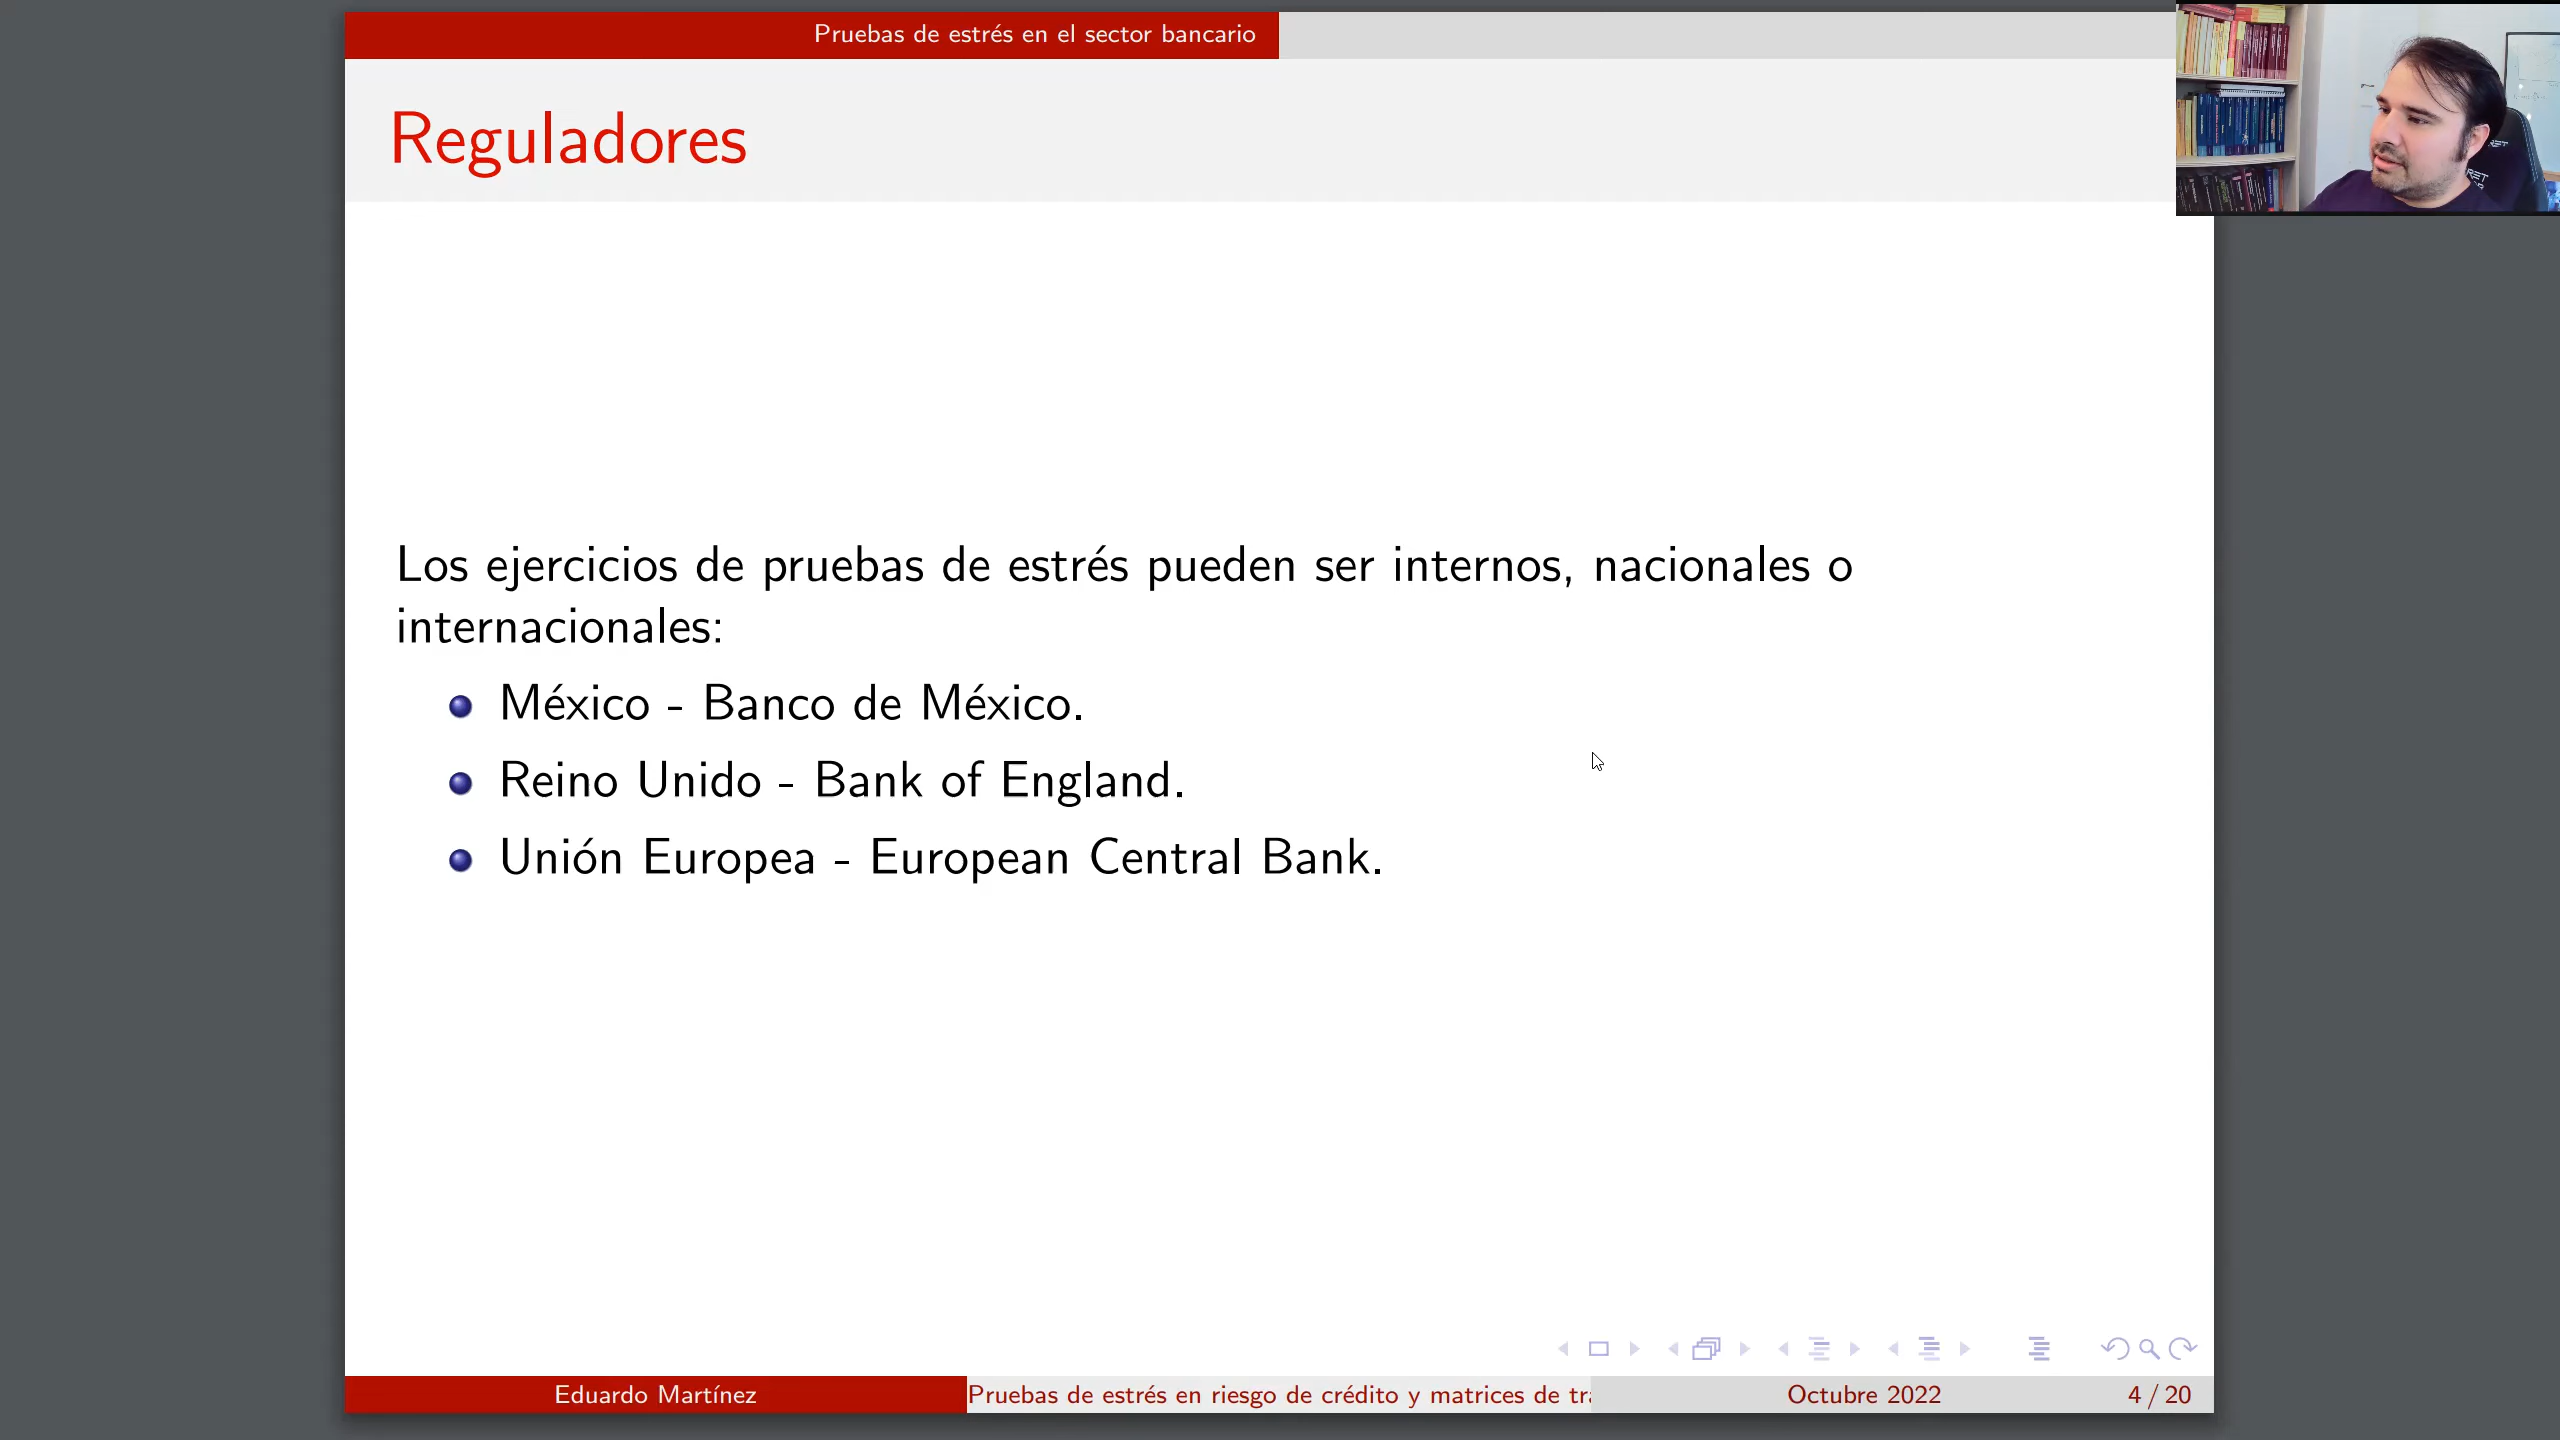 Pruebas de estrés en el sector bancario
Reguladores
Los ejercicios de pruebas de estrés pueden ser internos, nacionales o
internacionales:
México - Banco de México.
Reino Unido - Bank of England.
Unión Europea - European Central Bank.
Eduardo Martínez
Pruebas de estrés en riesgo de crédito y matrices de tra
Octubre 2022
4 / 20